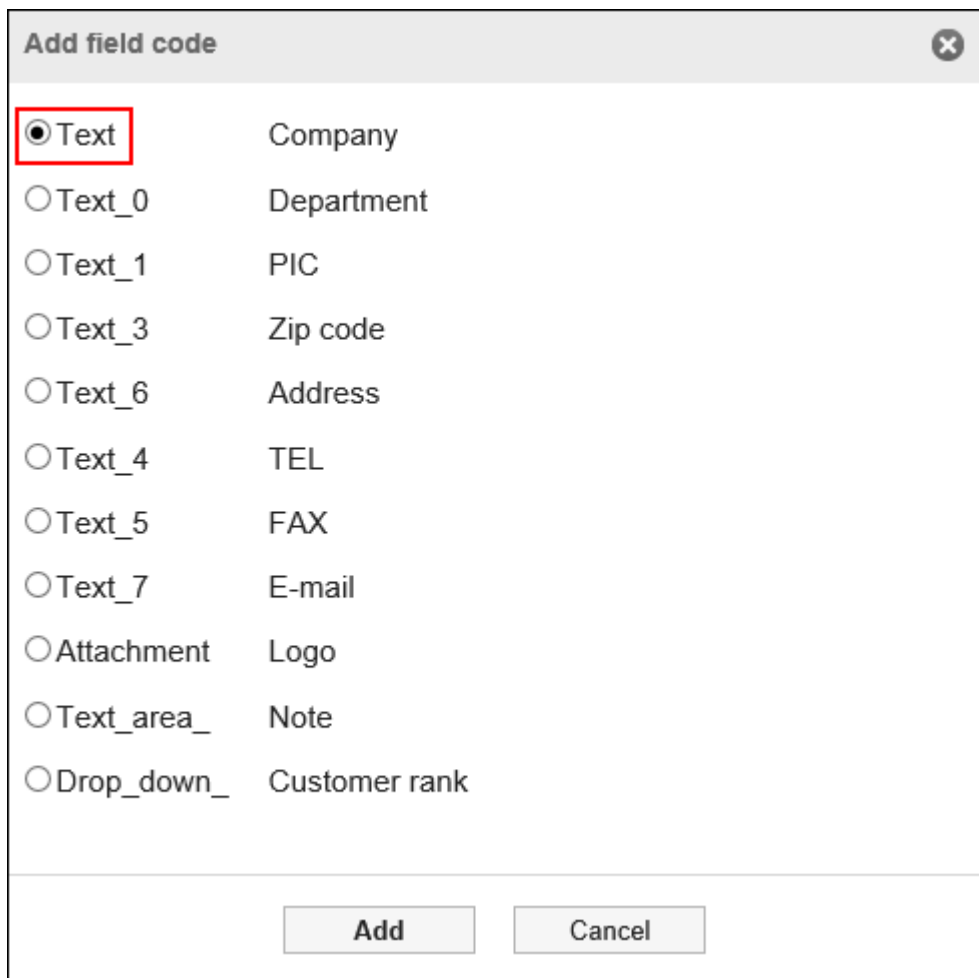 Add field code
Text Company
Text_0 Department
Text_1 PIC
Text_3 Zip code
Text_6 Address
Text_4 TEL
Text_5 FAX
Text_7 E-mail
Attachment Logo
Text_area_ Note
Drop_down_ Customer rank
Add Cancel